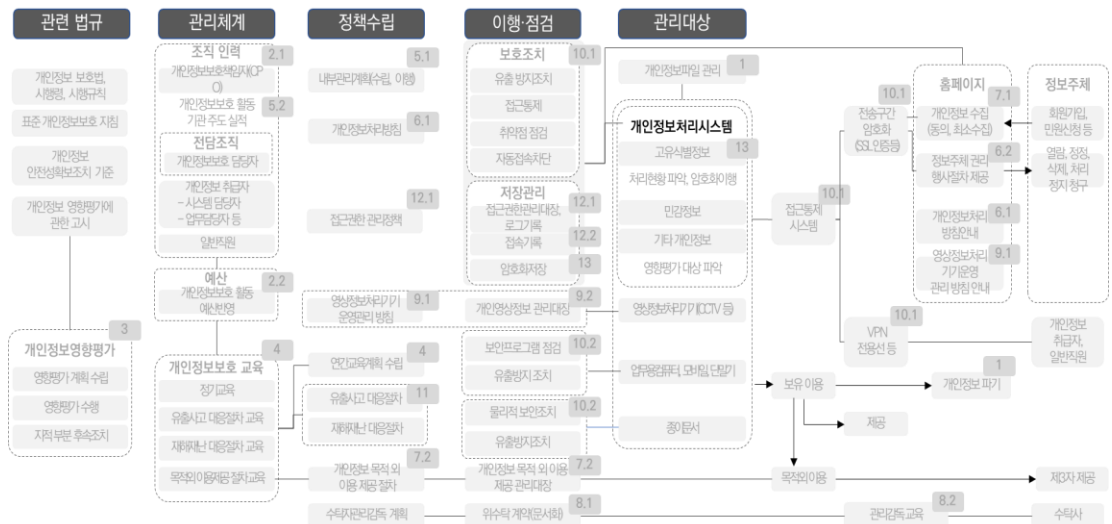 관련 법규
개인정보 보호법,
시행령, 시행규칙
표준 개인정보보호 지침
개인정보
안전성확보조치 기준
개인정보 영향평가에
관한 고시
3
개인정보영향평가
영향평가 계획 수립
영향평가 수행
지적 부분 후속조치
관리체계
조직 인력
2.1
개인정보보호책임자(CP
O)
개인정보보호 활동
기관 주도 실적
5.2
전담조직
개인정보보호 담당자
개인정보 취급자
– 시스템 담당자
– 업무담당자 등
일반직원
예산
2.2
개인정보보호 활동
예산반영
4
개인정보보호 교육
정기교육
유출사고 대응절차 교육
재해재난 대응절차 교육
목적외이용제공 절차교육
정책수립
5.1
내부관리계획(수립, 이행)
6.1
개인정보처리방침
12.1
접근권한 관리정책
영상정보처리기기
운영관리 방침
9.1
연간교육계획 수립
4
유출사고 대응절차
11
재해재난 대응절차
7.2
개인정보 목적 외
이용 제공 절차
수탁자관리감독 계획
이행·점검
10.1
보호조치
유출 방지조치
접근통제
취약점 점검
자동접속차단
저장관리
접근권한관리대장,
로그기록
12.1
접속기록
12.2
암호화저장
13
개인영상정보 관리대장
9.2
보안프로그램 점검
10.2
유출방지 조치
물리적 보안조치
10.2
유출방지조치
개인정보 목적 외 이용
제공 관리대장
7.2
위수탁 계약(문서화)
8.1
관리대상
개인정보파일 관리
1
개인정보처리시스템
고유식별정보
13
처리현황 파악, 암호화이행
민감정보
기타 개인정보
영향평가 대상 파악
영상정보처리기기(CCTV 등)
업무용컴퓨터, 모바일, 단말기
종이문서
10.1
접근통제
시스템
10.1
전송구간
암호화
(SSL 인증등)
10.1
VPN
전용선 등
보유 이용
제공
목적외이용
8.2
관리감독 교육
홈페이지
7.1
개인정보 수집
(동의, 최소수집)
6.2
정보주체 권리
행사절차 제공
6.1
개인정보처리
방침안내
9.1
영상정보처리
기기운영
관리 방침 안내
1
개인정보 파기
정보주체
회원가입,
민원신청 등
열람, 정정,
삭제, 처리
정지 청구
개인정보
취급자,
일반직원
제3자 제공
수탁사